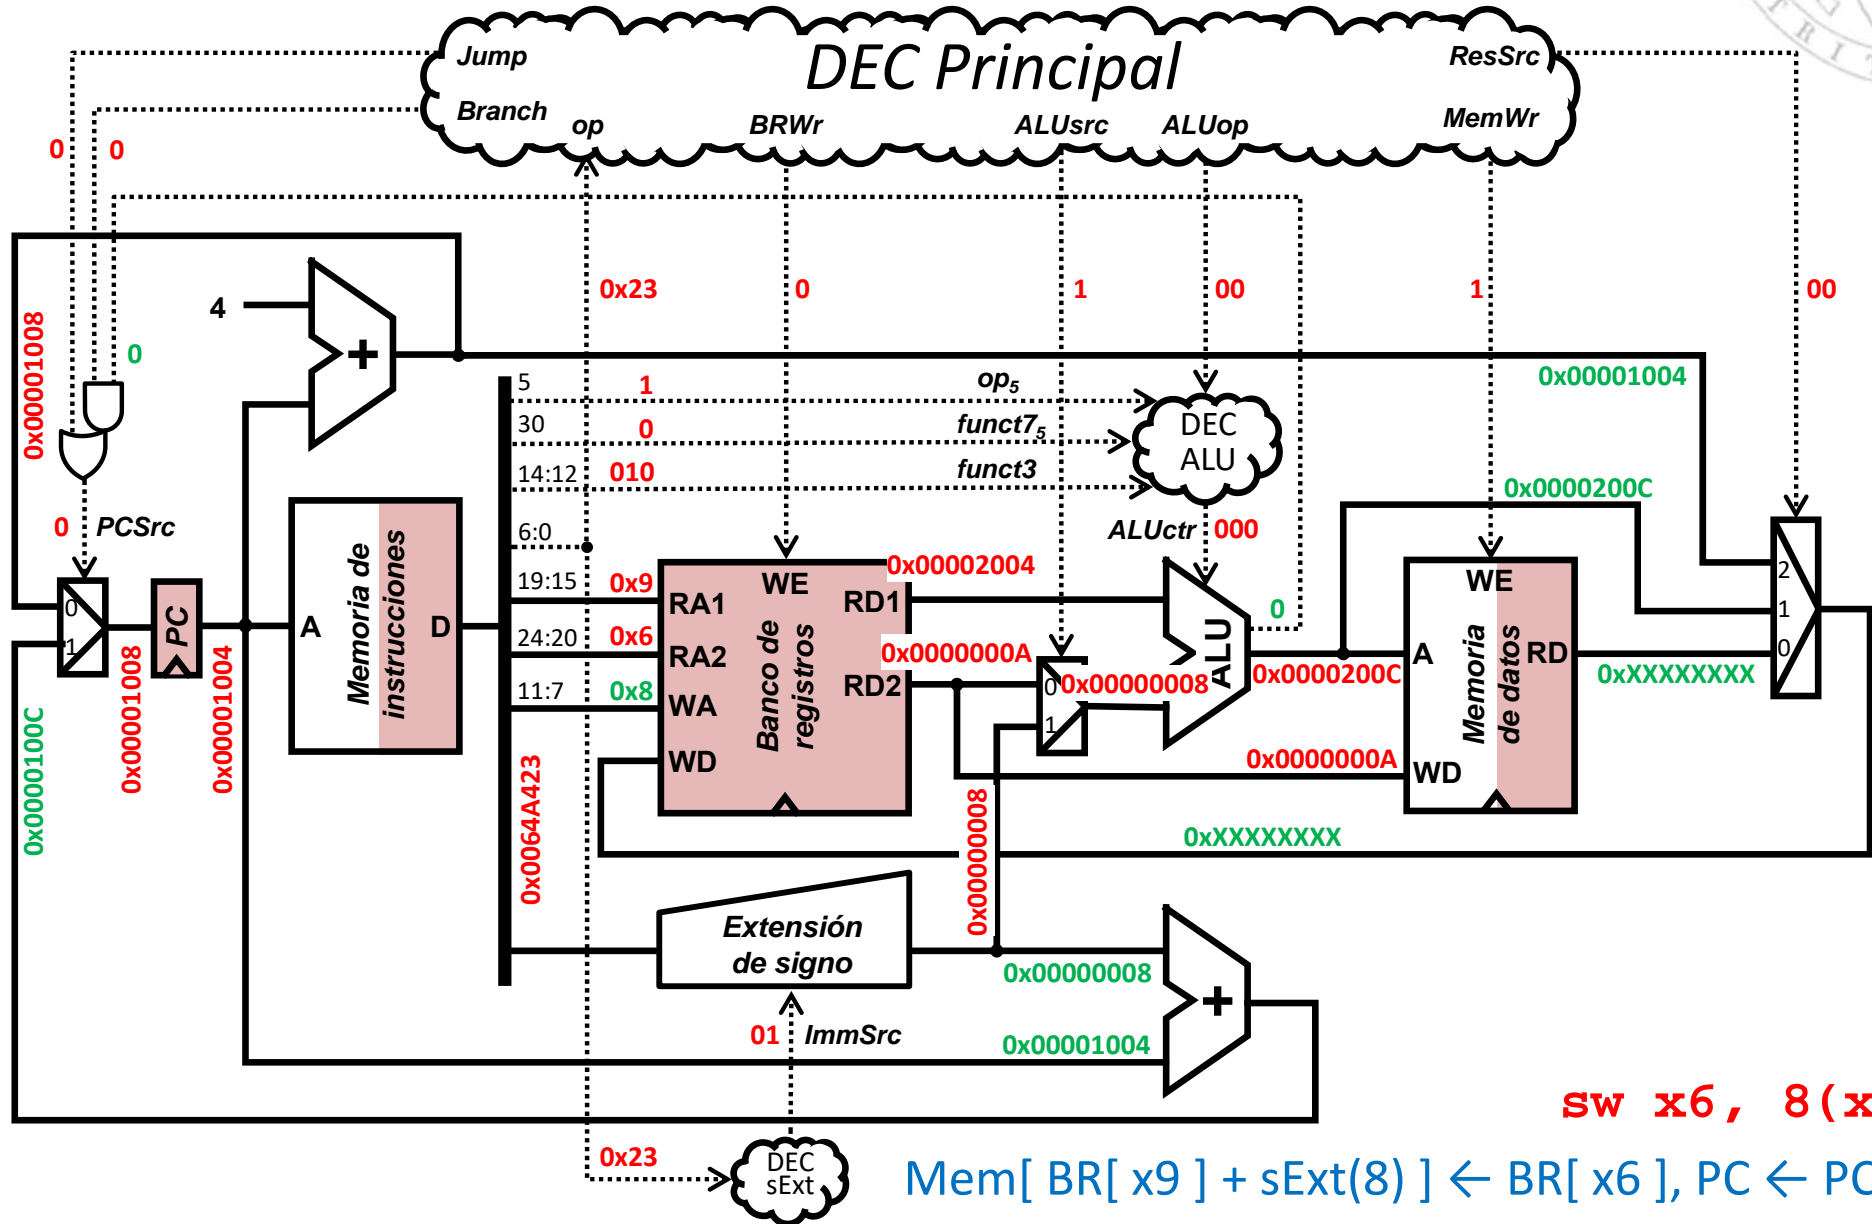 DEC Principal
Jump
Branch
op
BRWr
ALUsrc
ALUop
ResSrc
MemWr
R I T
0
0
0x23
0
1
00
1
00
4
+
0x00001008
0
0x00001004
5
1
op5
30
0
funct75
14:12
010
funct3
6:0
DEC
ALU
ALUctr
000
0x0000200C
0
PCSrc
0
1
0x00001008
0x0000100C
PC
0x00001004
A
Memoria de
instrucciones
D
19:15
0x9
24:20
0x6
11:7
0x8
0x0064A423
RA1
RA2
WA
WD
WE
Banco de
registros
RD1
RD2
0x00002004
0x0000000A
0
1
0x00000008
ALU
0
0x0000200C
0x0000000A
A
WD
WE
Memoria
de datos
RD
0xXXXXXXXX
2
1
0
0xXXXXXXXX
0x00000008
Extensión
de signo
0x00000008
0x00001004
+
01
ImmSrc
0x23
DEC
sExt
sw x6, 8(x
Mem[ BR[ x9 ] + sExt(8) ] ← BR[ x6 ], PC ← PC